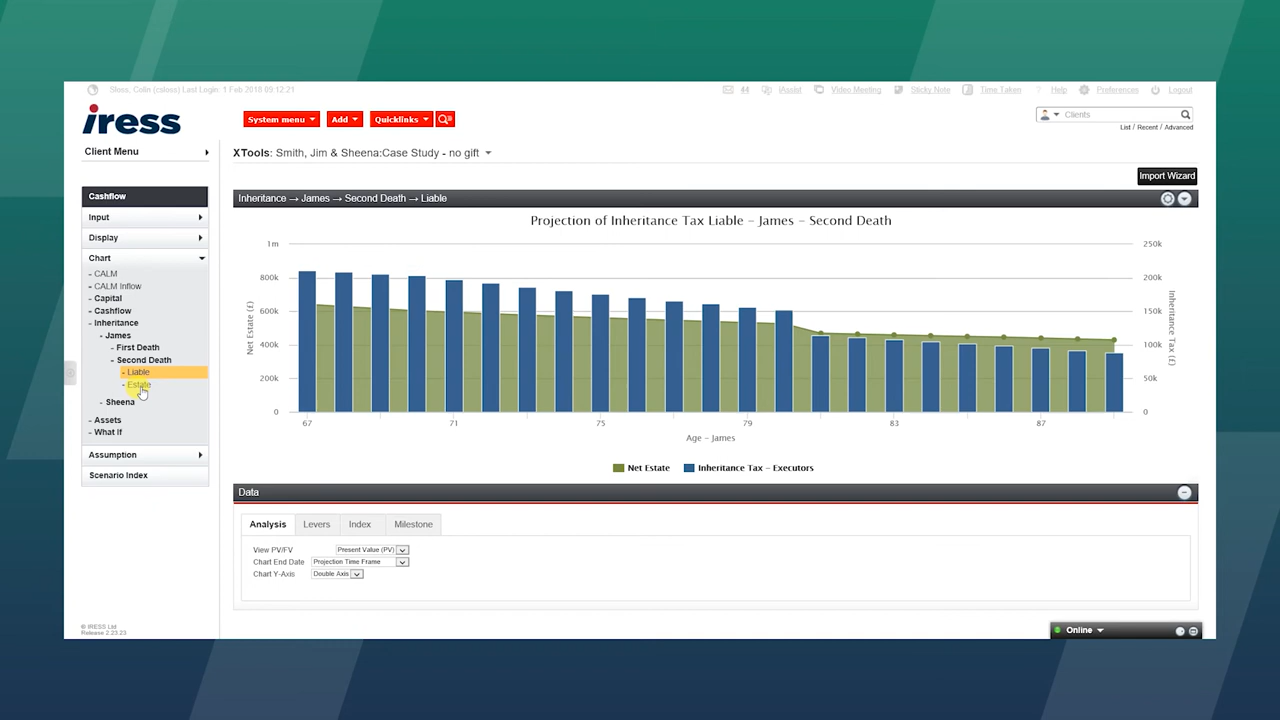 Sloss, Colin (csloss) Last Login: 1 Feb 2018 09:12:21
44 iAssist Video Meeting Sticky Note Time Taken ? Help Preferences Logout
iress
System menu Add Quicklinks
Clients
List / Recent / Advanced
Client Menu
XTools: Smith, Jim & Sheena:Case Study - no gift
Import Wizard
Cashflow
Input
Display
Chart
- CALM
- CALM Inflow
- Capital
- Cashflow
- Inheritance
- James
- First Death
- Second Death
- Liable
- Estate
- Sheena
- Assets
- What If
Assumption
Scenario Index
Inheritance → James → Second Death → Liable
Projection of Inheritance Tax Liable – James – Second Death
1m
800k
600k
400k
200k
0
Net Estate (£)
250k
200k
150k
100k
50k
0
Inheritance Tax (£)
67 71 75 79 83 87
Age – James
Net Estate Inheritance Tax – Executors
Data
Analysis Levers Index Milestone
View PV/FV Present Value (PV)
Chart End Date Projection Time Frame
Chart Y-Axis Double Axis
© IRESS Ltd
Release 2.23.23
Online